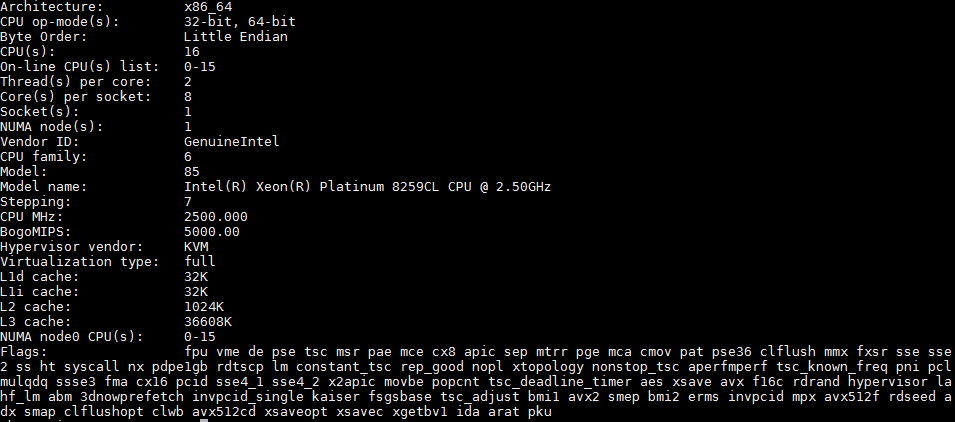 Architecture: x86_64
CPU op-mode(s): 32-bit, 64-bit
Byte Order: Little Endian
CPU(s): 16
On-line CPU(s) list: 0-15
Thread(s) per core: 2
Core(s) per socket: 8
Socket(s): 1
NUMA node(s): 1
Vendor ID: GenuineIntel
CPU family: 6
Model: 85
Model name: Intel(R) Xeon(R) Platinum 8259CL CPU @ 2.50GHz
Stepping: 7
CPU MHz: 2500.000
BogoMIPS: 5000.00
Hypervisor vendor: KVM
Virtualization type: full
L1d cache: 32K
L1i cache: 32K
L2 cache: 1024K
L3 cache: 36608K
NUMA node0 CPU(s): 0-15
Flags: fpu vme de pse tsc msr pae mce cx8 apic sep mtrr pge mca cmov pat pse36 clflush mmx fxsr sse sse
2 ss ht syscall nx pdpe1gb rdtscp lm constant_tsc rep_good nopl xtopology nonstop_tsc aperfmperf tsc_known_freq pni pcl
mulqdq ssse3 fma cx16 pcid sse4_1 sse4_2 x2apic movbe popcnt tsc_deadline_timer aes xsave avx f16c rdrand hypervisor la
hf_lm abm 3dnowprefetch invpcid_single kaiser fsgsbase tsc_adjust bmi1 avx2 smep bmi2 erms invpcid mpx avx512f rdseed a
dx smap clflushopt clwb avx512cd xsaveopt xsavec xgetbv1 ida arat pku